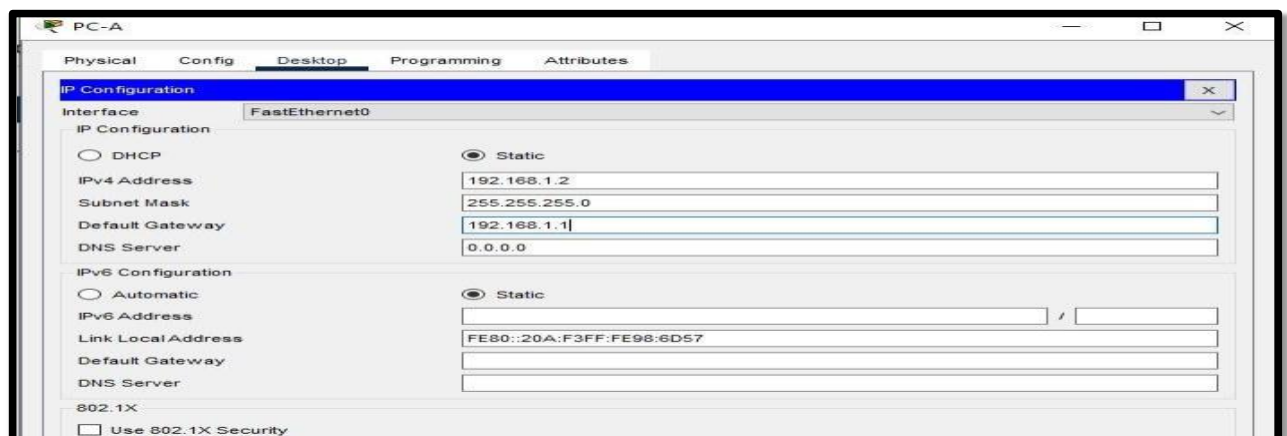 PC-A
Physical Config Desktop Programming Attributes
IP Configuration X
Interface FastEthernet0
IP Configuration
DHCP Static
IPv4 Address 192.168.1.2
Subnet Mask 255.255.255.0
Default Gateway 192.168.1.1
DNS Server 0.0.0.0
IPv6 Configuration
Automatic Static
IPv6 Address /
Link Local Address FE80::20A:F3FF:FE98:6D57
Default Gateway
DNS Server
802.1X
Use 802.1X Security